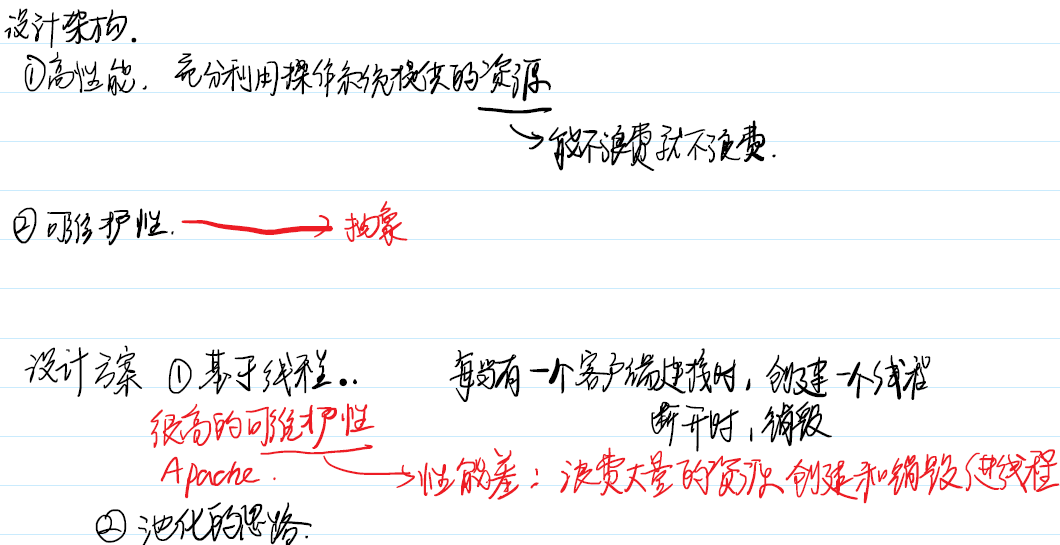 设计架构.
①高性能. 充分利用操作系统提供的资源
→能不浪费就不浪费.
②可维护性. → 抽象
设计方案 ①基于线程.. 每当有一个客户端连接时,创建一个线程
断开时,销毁
很高的可维护性
Apache. →性能差:浪费大量的资源创建和销毁进线程
②池化的思路.